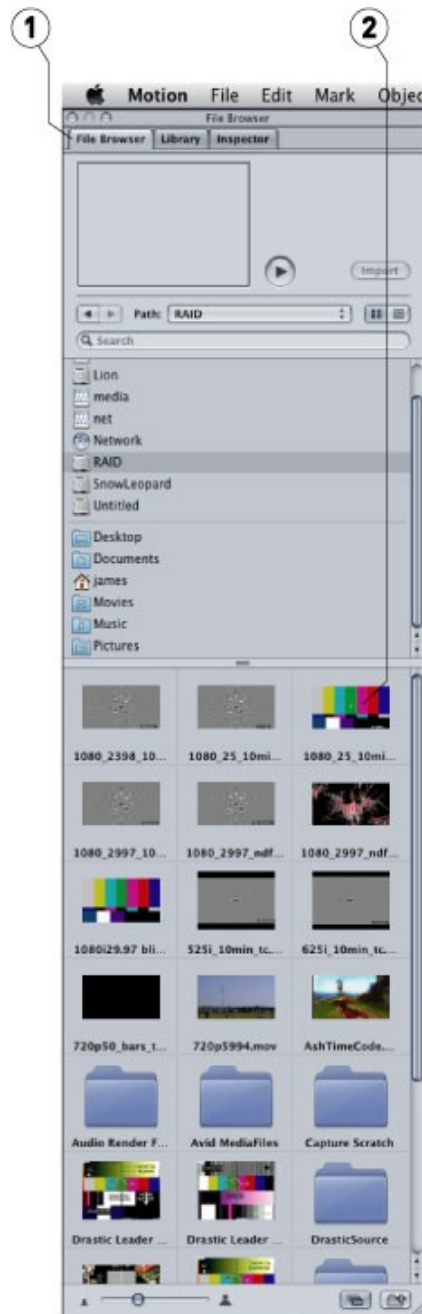 1 2
Motion File Edit Mark Objec
File Browser
File Browser Library Inspector
Import
Path: RAID
Search
Lion
media
net
Network
RAID
SnowLeopard
Untitled
Desktop
Documents
james
Movies
Music
Pictures
1080_2398_10... 1080_25_10mi... 1080_25_10mi...
1080_2997_10... 1080_2997_ndf... 1080_2997_ndf...
1080i29.97 bli... 525i_10min_tc.... 625i_10min_tc....
720p50_bars_t... 720p5994.mov AshTimeCode....
Audio Render F... Avid MediaFiles Capture Scratch
Drastic Leader ... Drastic Leader ... DrasticSource